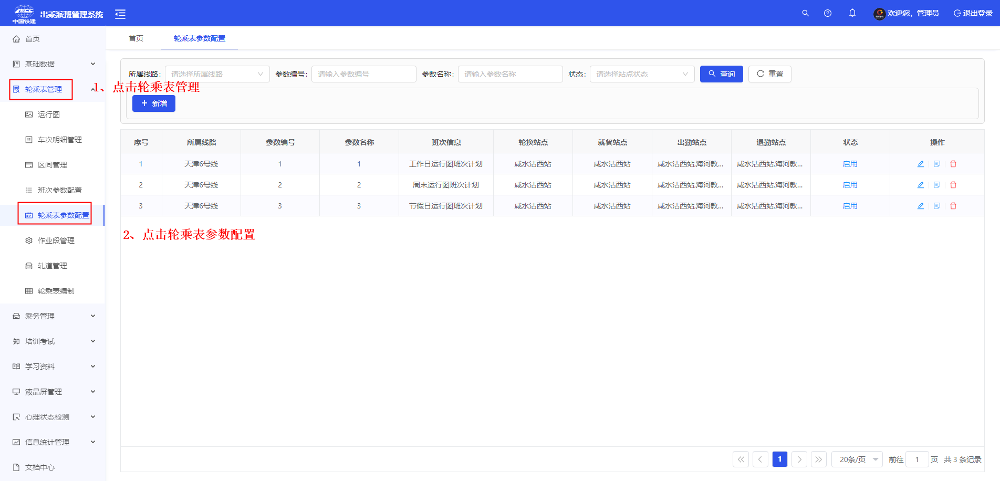 CRCC
中国铁建
出乘派班管理系统
欢迎您，管理员
退出登录
首页
基础数据
轮乘表管理
运行图
车次明细管理
区间管理
班次参数配置
轮乘表参数配置
作业段管理
轧道管理
轮乘表编制
乘务管理
培训考试
学习资料
液晶屏管理
心理状态检测
信息统计管理
文档中心
首页 轮乘表参数配置
所属线路： 请选择所属线路 参数编号： 请输入参数编号 参数名称： 请输入参数名称 状态： 请选择站点状态 查询 重置
1、点击轮乘表管理
新增
序号 所属线路 参数编号 参数名称 班次信息 轮换站点 就餐站点 出勤站点 退勤站点 状态 操作
1 天津6号线 1 1 工作日运行图班次计划 咸水沽西站 咸水沽西站 咸水沽西站,海河教... 咸水沽西站,海河教... 启用
2 天津6号线 2 2 周末运行图班次计划 咸水沽西站 咸水沽西站 咸水沽西站,海河教... 咸水沽西站,海河教... 启用
3 天津6号线 3 3 节假日运行图班次计划 咸水沽西站 咸水沽西站 咸水沽西站,海河教... 咸水沽西站,海河教... 启用
2、点击轮乘表参数配置
1 20条/页 前往 1 页 共 3 条记录